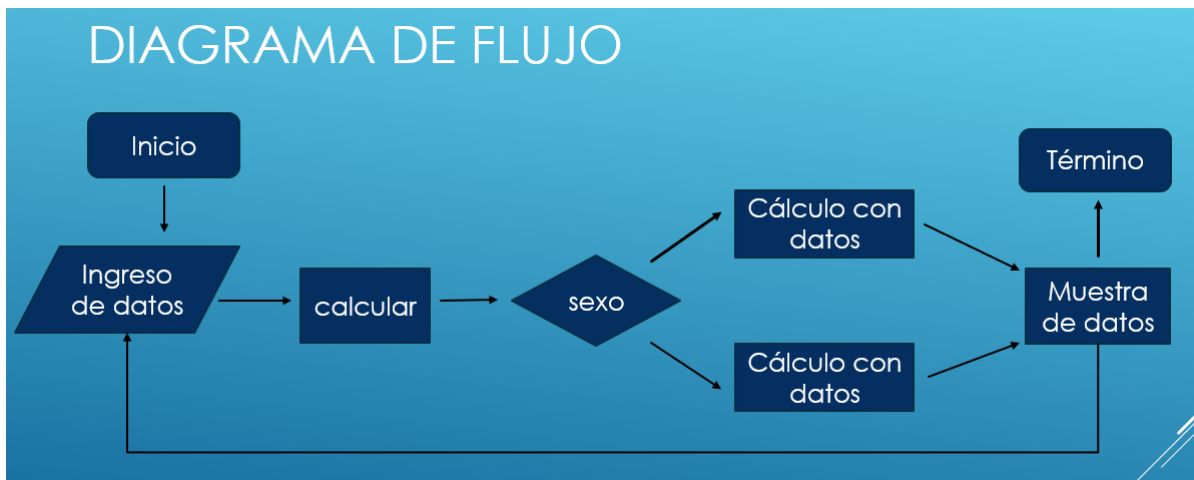 DIAGRAMA DE FLUJO
Inicio
Ingreso
de datos
calcular
sexo
Cálculo con
datos
Cálculo con
datos
Muestra
de datos
Término